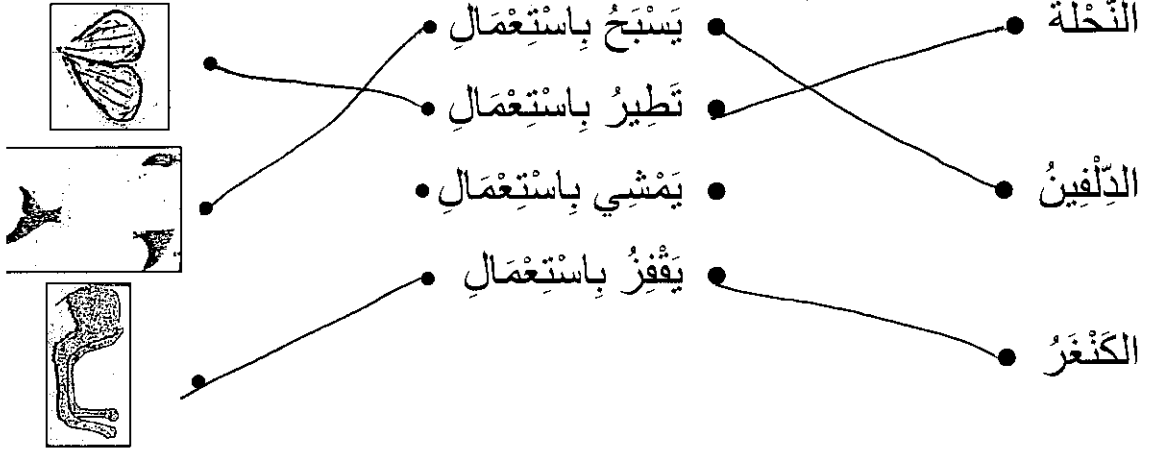 النَّحْلَةُ
يَسْبَحُ بِاسْتِعْمَالِ
تَطِيرُ بِاسْتِعْمَالِ
الدِّلْفِينُ
يَمْشِي بِاسْتِعْمَالِ
يَقْفِزُ بِاسْتِعْمَالِ
الكَنْغَرُ